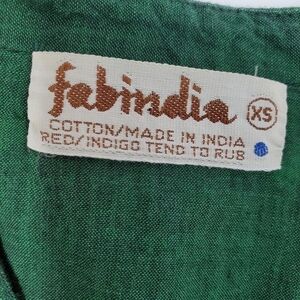 fabindia
XS
COTTON/MADE IN INDIA
RED/INDIGO TEND TO RUB